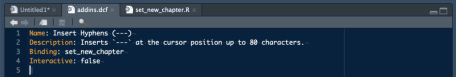 Untitled1* addins.dcf set_new_chapter.R
1 Name: Insert Hyphens (---)
2 Description: Inserts `---` at the cursor position up to 80 characters.
3 Binding: set_new_chapter
4 Interactive: false
5